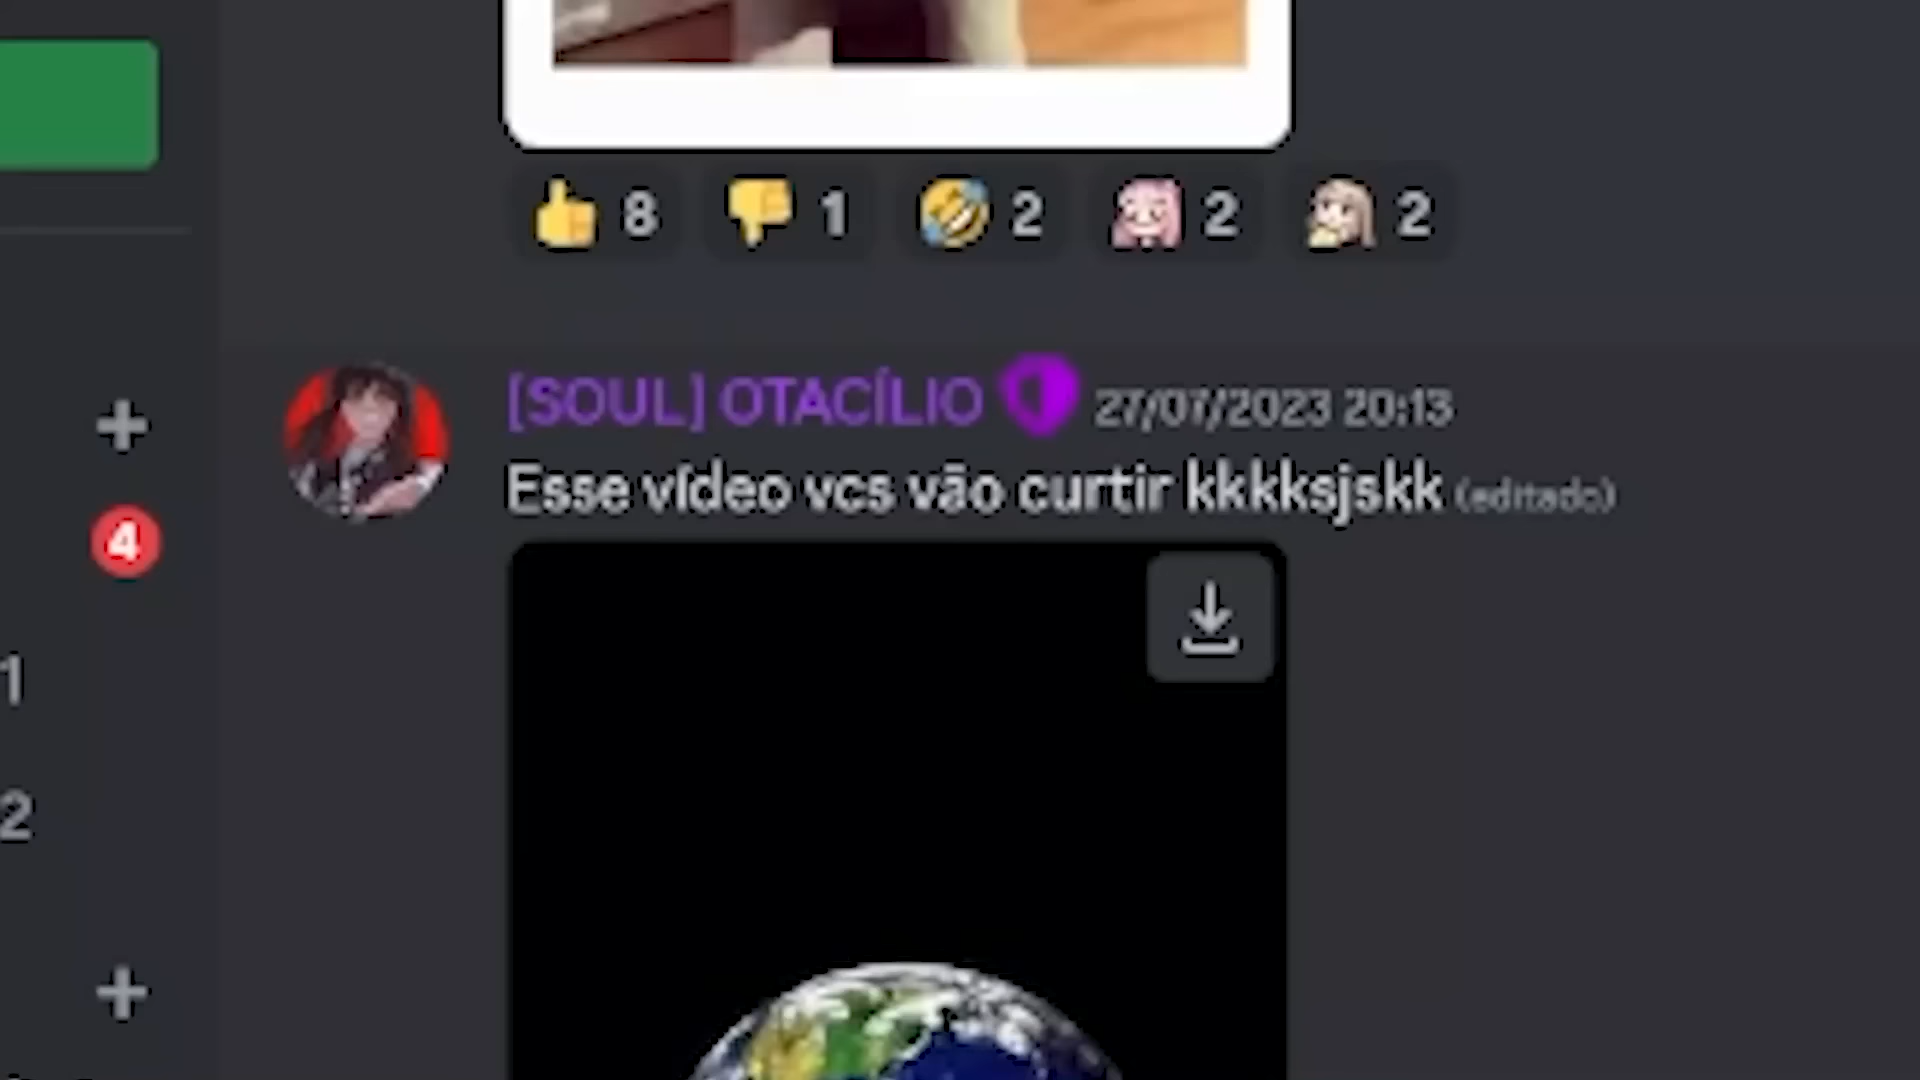 8 1 2 2 2
[SOUL] OTACÍLIO 27/07/2023 20:13
Esse vídeo vcs vão curtir kkkksjskk (editado)
4
1
2